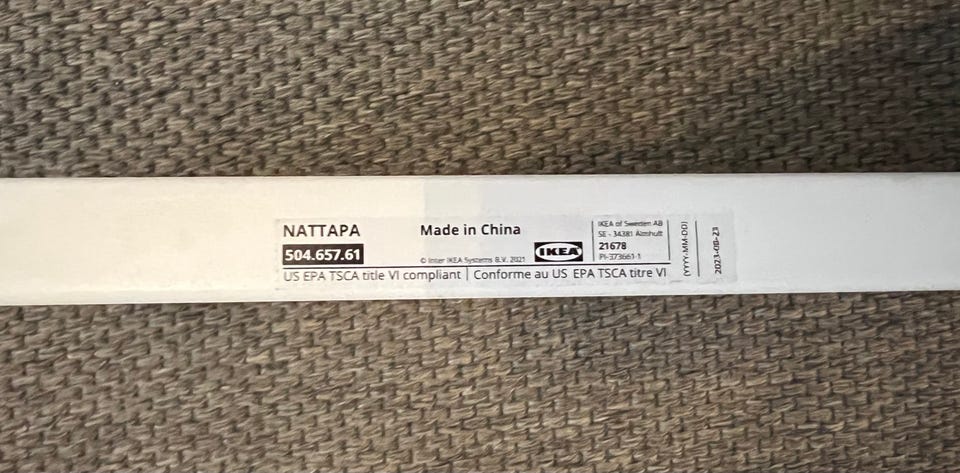 NATTAPA
504.657.61
Made in China
© Inter IKEA Systems B.V. 2021
IKEA
IKEA of Sweden AB
SE - 34381 Älmhult
21678
PI-373661-1
US EPA TSCA title VI compliant | Conforme au US EPA TSCA titre VI
(YYYY-MM-DD)
2023-08-23